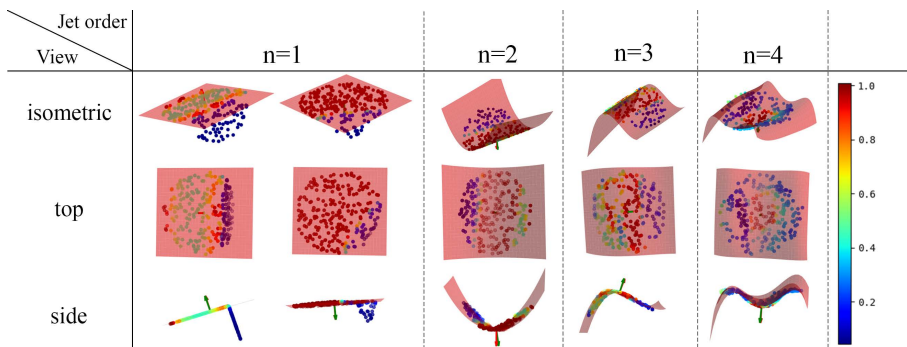 Jet order
View
n=1
n=2
n=3
n=4
isometric
top
side
1.0
0.8
0.6
0.4
0.2